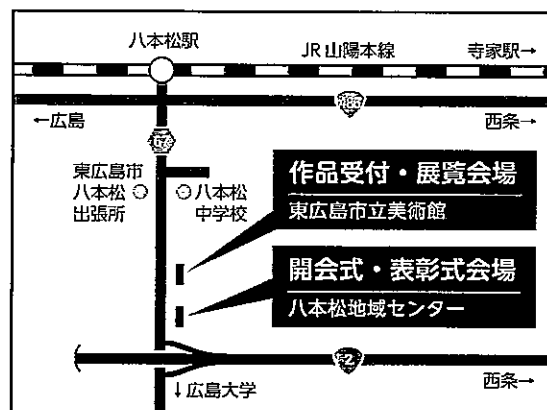 八本松駅
JR山陽本線
寺家駅→
←広島
西条→
東広島市
八本松
出張所
八本松
中学校
作品受付・展覧会場
東広島市立美術館
開会式・表彰式会場
八本松地域センター
2
西条→
↓広島大学